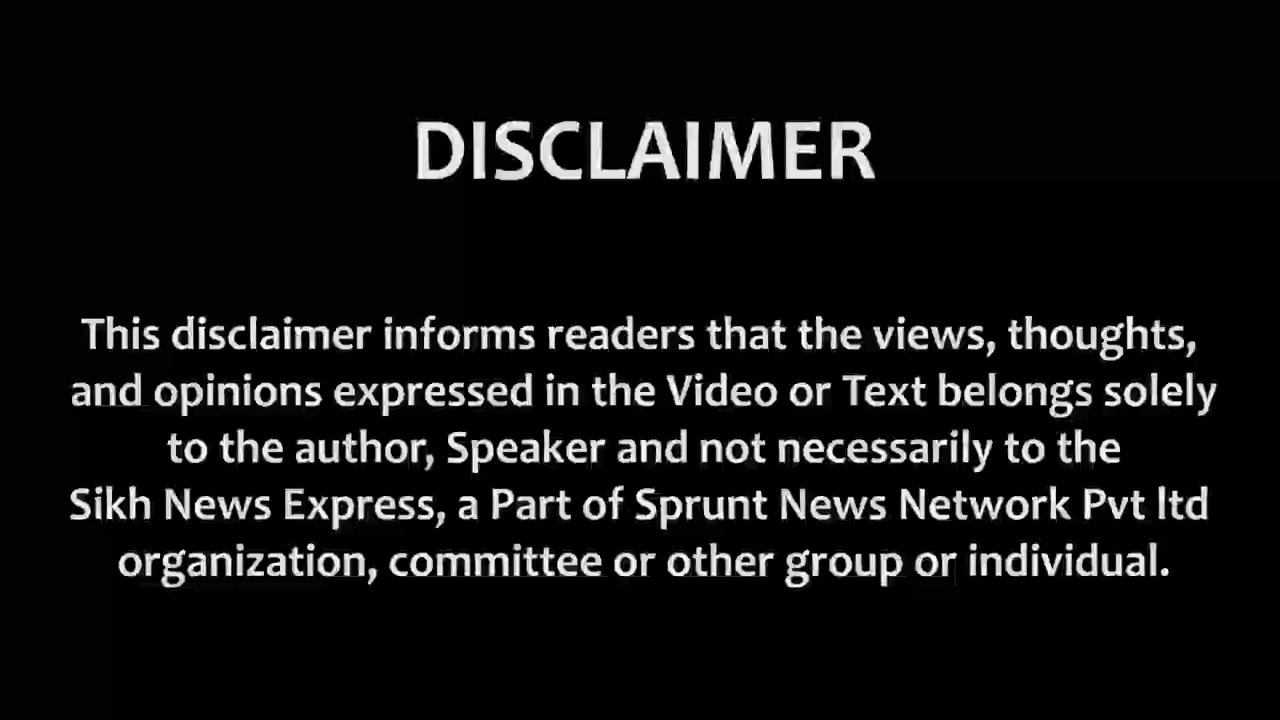 DISCLAIMER
This disclaimer informs readers that the views, thoughts,
and opinions expressed in the Video or Text belongs solely
to the author, Speaker and not necessarily to the
Sikh News Express, a Part of Sprunt News Network Pvt ltd
organization, committee or other group or individual.